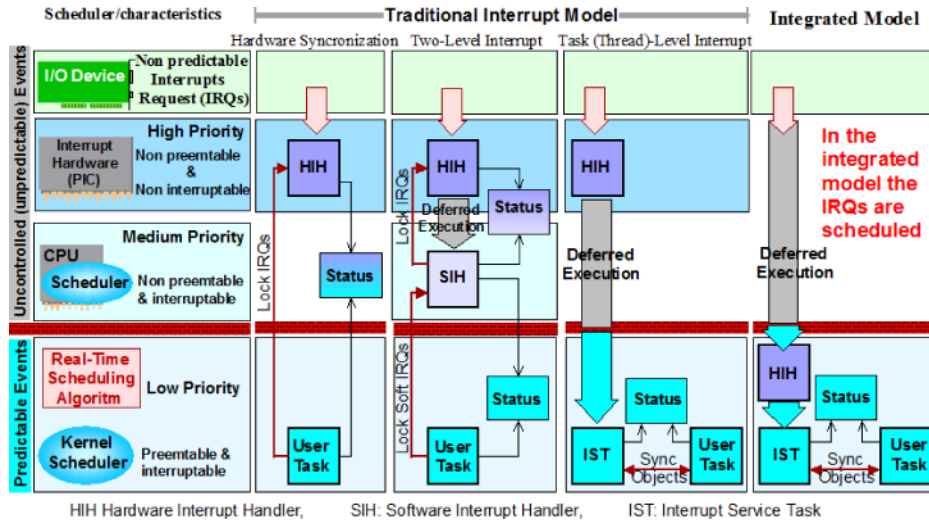 Scheduler/characteristics
Traditional Interrupt Model
Integrated Model
Hardware Syncronization
Two-Level Interrupt
Task (Thread)-Level Interrupt
Uncontrolled (unpredictable) Events
I/O Device
Non predictable
Interrupts
Request (IRQs)
High Priority
Interrupt
Hardware
(PIC)
Non preemtable
&
Non interruptable
HIH
HIH
HIH
Status
Lock IRQs
Deferred
Execution
In the
integrated
model the
IRQs are
scheduled
Medium Priority
CPU
Scheduler
Non preemtable
& interruptable
Lock IRQs
Status
SIH
Deferred
Execution
Deferred
Execution
Predictable Events
Real-Time
Scheduling
Algoritm
Low Priority
Kernel
Scheduler
Preemtable &
interruptable
User
Task
Lock Soft IRQs
Status
User
Task
Status
IST
Sync
Objects
User
Task
HIH
Status
IST
Sync
Objects
User
Task
HIH Hardware Interrupt Handler,
SIH: Software Interrupt Handler,
IST: Interrupt Service Task